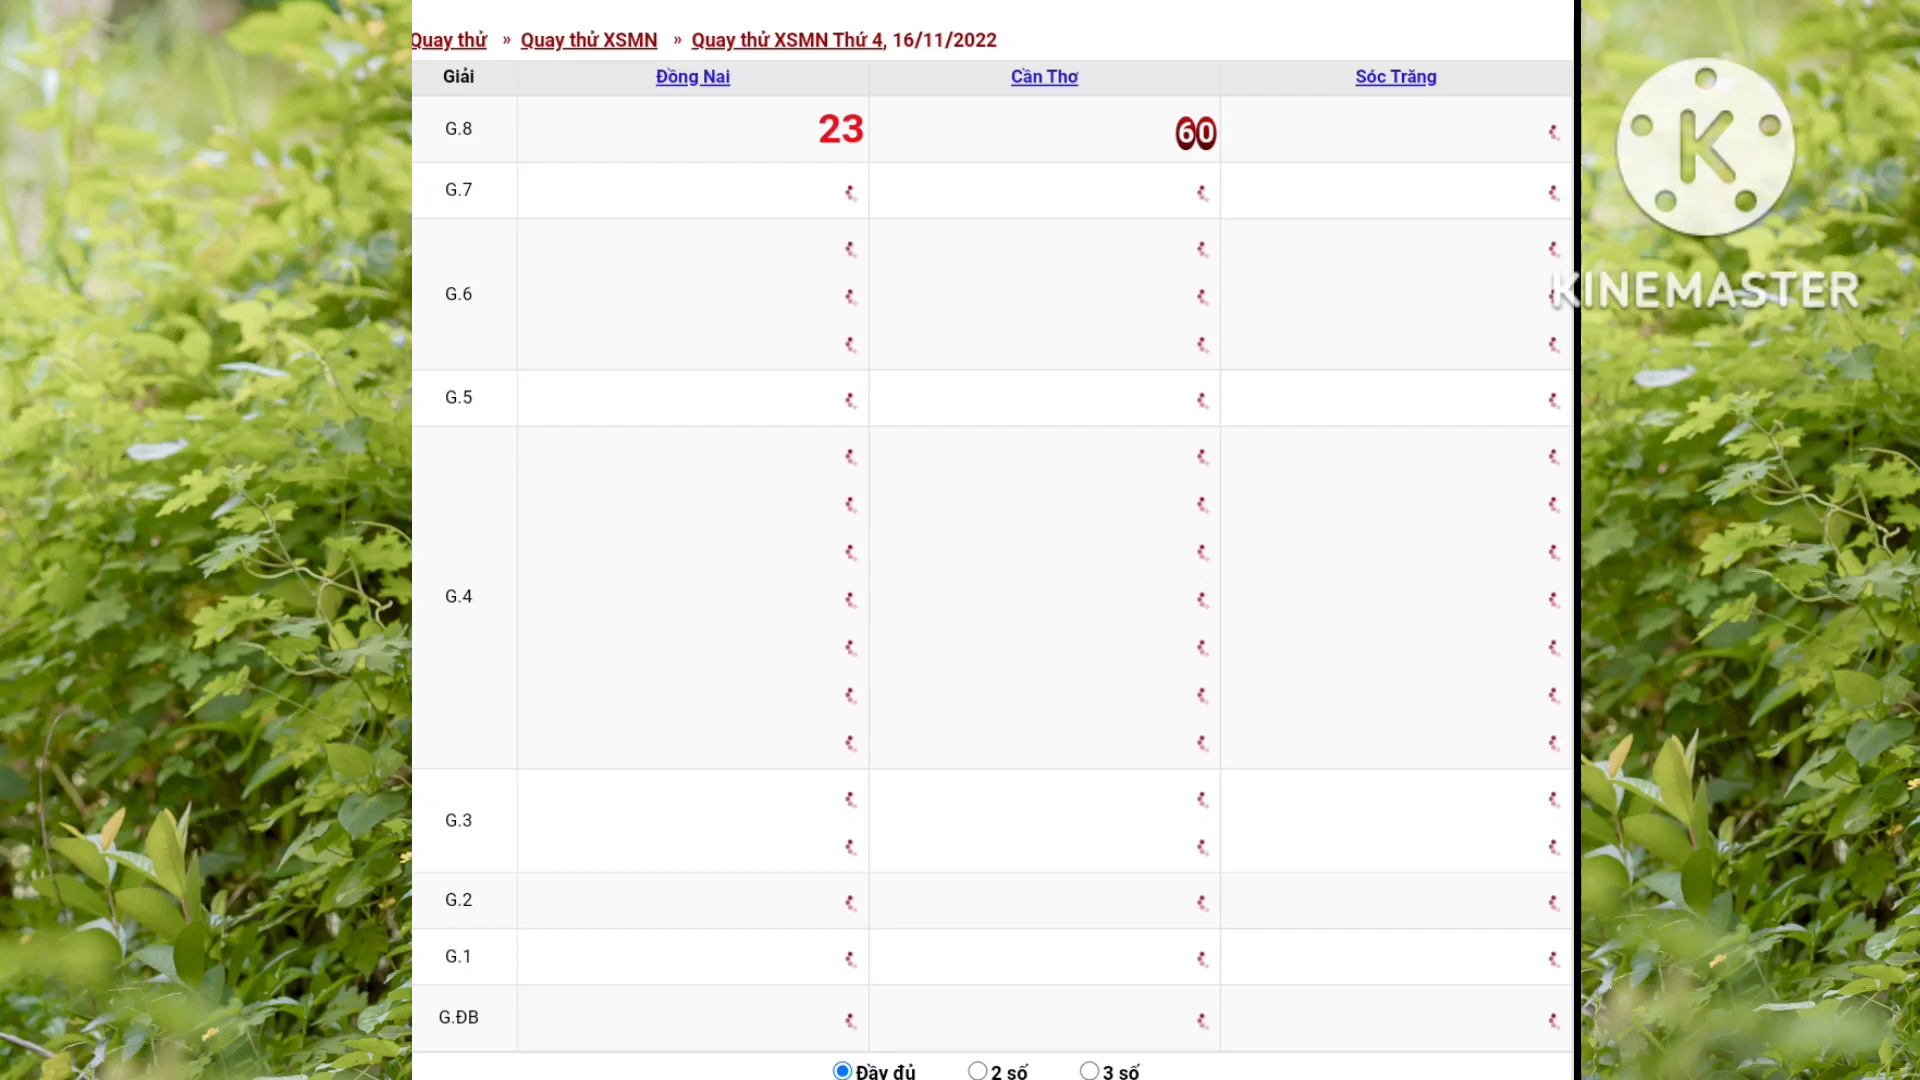 Quay thử » Quay thử XSMN » Quay thử XSMN Thứ 4, 16/11/2022
Giải Đồng Nai Cần Thơ Sóc Trăng
G.8 23 60
G.7
G.6
G.5
G.4
G.3
G.2
G.1
G.ĐB
Đầy đủ 2 số 3 số
K
KINEMASTER